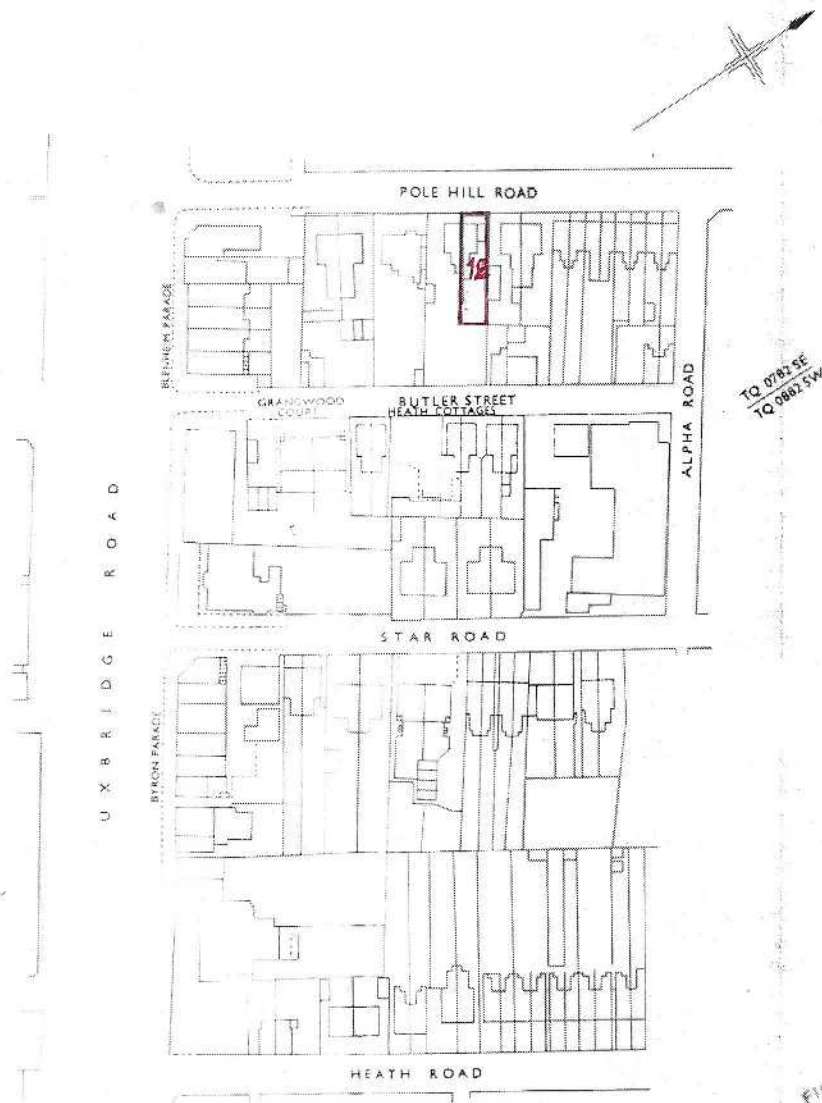 POLE HILL ROAD
BLENHEIM PARADE
GRANGWOOD
COURT
BUTLER STREET
HEATH COTTAGES
ALPHA ROAD
TQ 0782 SE
TQ 0882 SW
UXBRIDGE ROAD
STAR ROAD
BYRON PARADE
HEATH ROAD